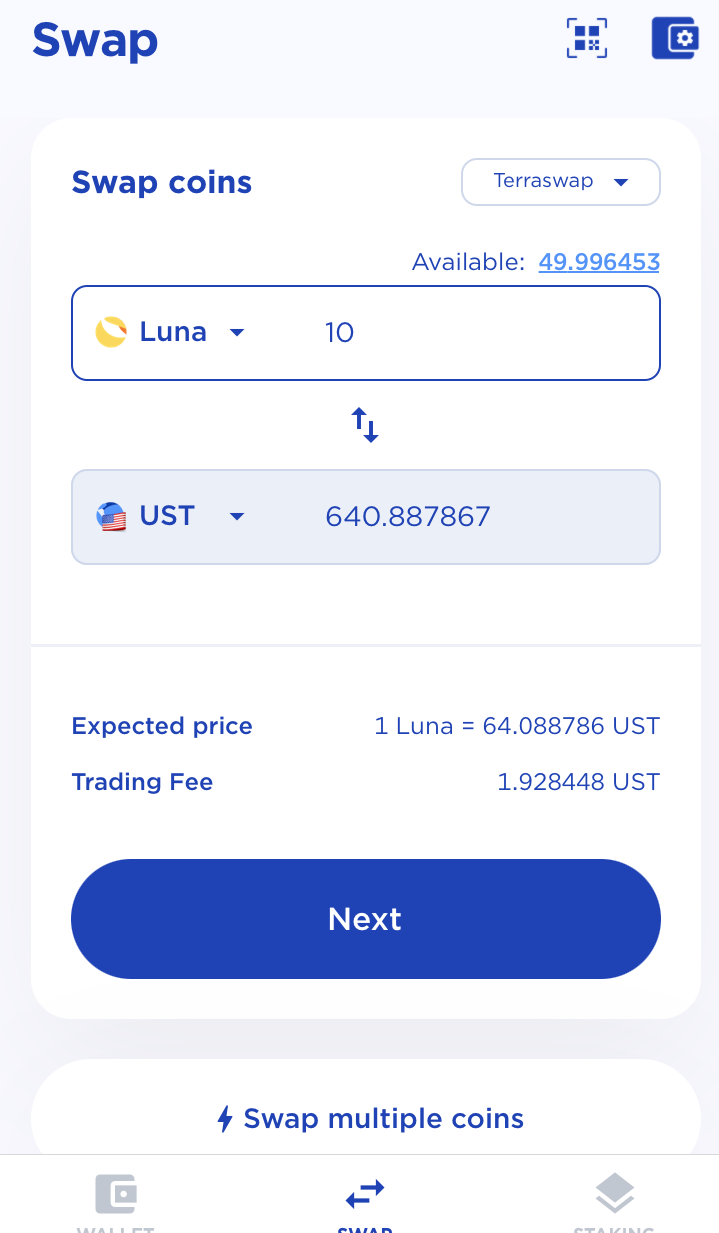 Swap
Swap coins
Terraswap
Available: 49.996453
Luna 10
UST 640.887867
Expected price 1 Luna = 64.088786 UST
Trading Fee 1.928448 UST
Next
Swap multiple coins
WALLET SWAP STAKING